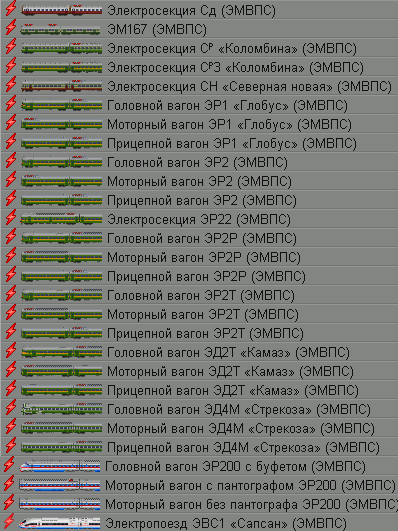 Электросекция Сд (ЭМВПС)
ЭМ167 (ЭМВПС)
Электросекция Сᴾ «Коломбина» (ЭМВПС)
Электросекция СᴾЗ «Коломбина» (ЭМВПС)
Электросекция СН «Северная новая» (ЭМВПС)
Головной вагон ЭР1 «Глобус» (ЭМВПС)
Моторный вагон ЭР1 «Глобус» (ЭМВПС)
Прицепной вагон ЭР1 «Глобус» (ЭМВПС)
Головной вагон ЭР2 (ЭМВПС)
Моторный вагон ЭР2 (ЭМВПС)
Прицепной вагон ЭР2 (ЭМВПС)
Электросекция ЭР22 (ЭМВПС)
Головной вагон ЭР2Р (ЭМВПС)
Моторный вагон ЭР2Р (ЭМВПС)
Прицепной вагон ЭР2Р (ЭМВПС)
Головной вагон ЭР2Т (ЭМВПС)
Моторный вагон ЭР2Т (ЭМВПС)
Прицепной вагон ЭР2Т (ЭМВПС)
Головной вагон ЭД2Т «Камаз» (ЭМВПС)
Моторный вагон ЭД2Т «Камаз» (ЭМВПС)
Прицепной вагон ЭД2Т «Камаз» (ЭМВПС)
Головной вагон ЭД4М «Стрекоза» (ЭМВПС)
Моторный вагон ЭД4М «Стрекоза» (ЭМВПС)
Прицепной вагон ЭД4М «Стрекоза» (ЭМВПС)
Головной вагон ЭР200 с буфетом (ЭМВПС)
Моторный вагон с пантографом ЭР200 (ЭМВПС)
Моторный вагон без пантографа ЭР200 (ЭМВПС)
Электропоезд ЭВС1 «Сапсан» (ЭМВПС)